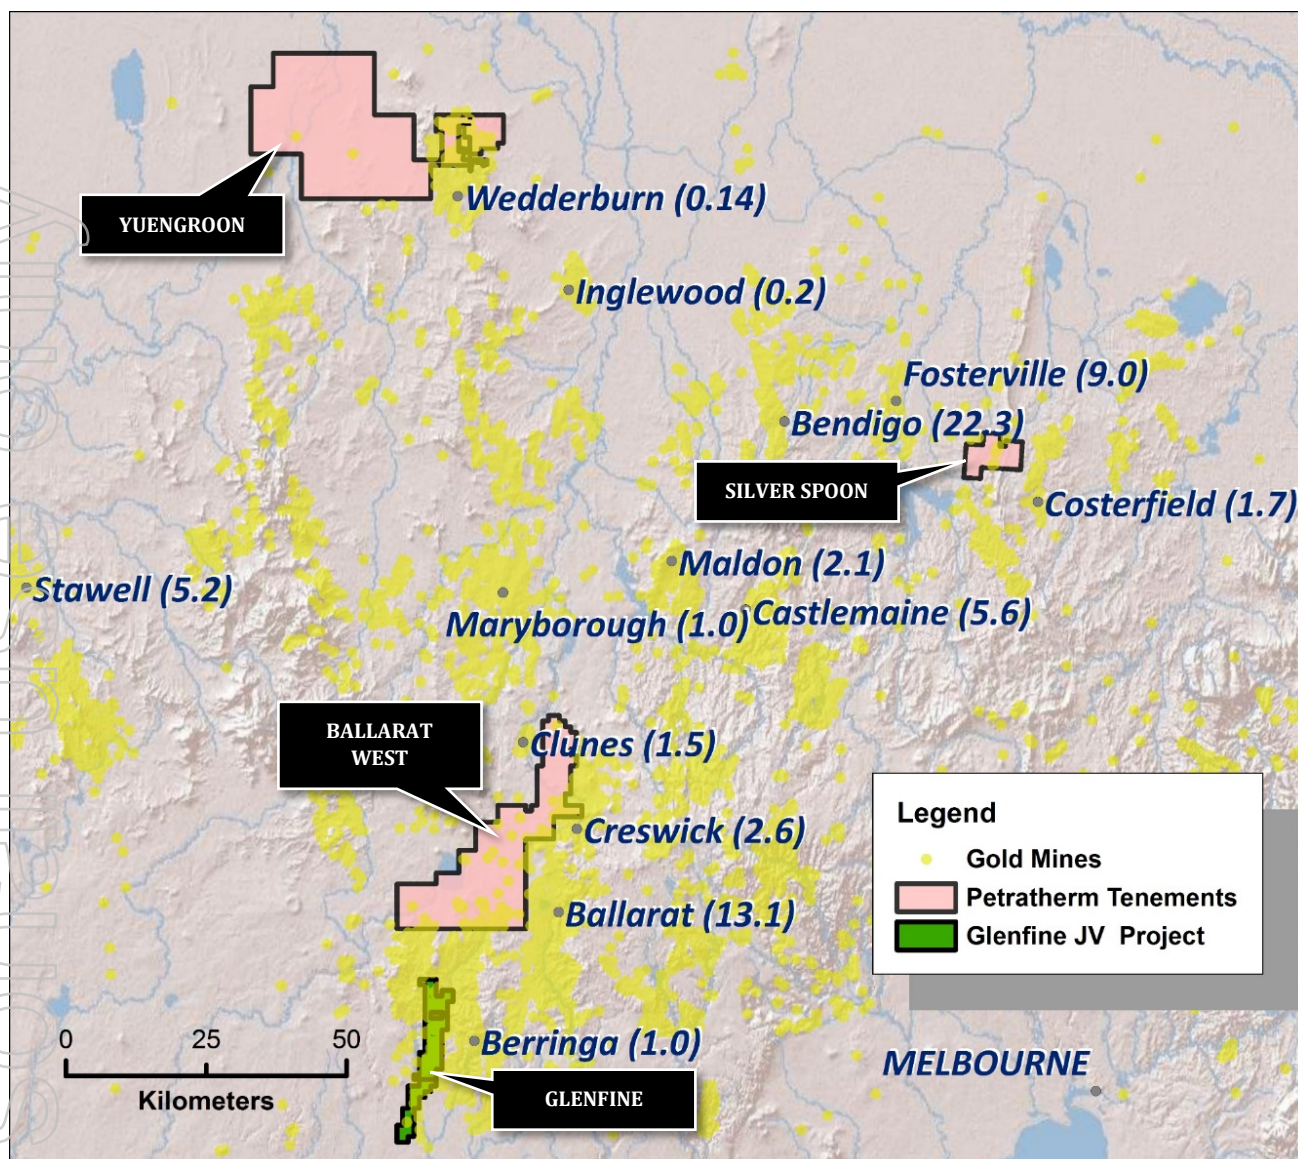 YUENGROON
Wedderburn (0.14)
Inglewood (0.2)
Fosterville (9.0)
Bendigo (22.3)
SILVER SPOON
Costerfield (1.7)
Maldon (2.1)
Stawell (5.2)
Castlemaine (5.6)
Maryborough (1.0)
BALLARAT
WEST
Clunes (1.5)
Creswick (2.6)
Ballarat (13.1)
Legend
Gold Mines
Petratherm Tenements
Glenfine JV Project
0 25 50
Kilometers
Berringa (1.0)
GLENFINE
MELBOURNE